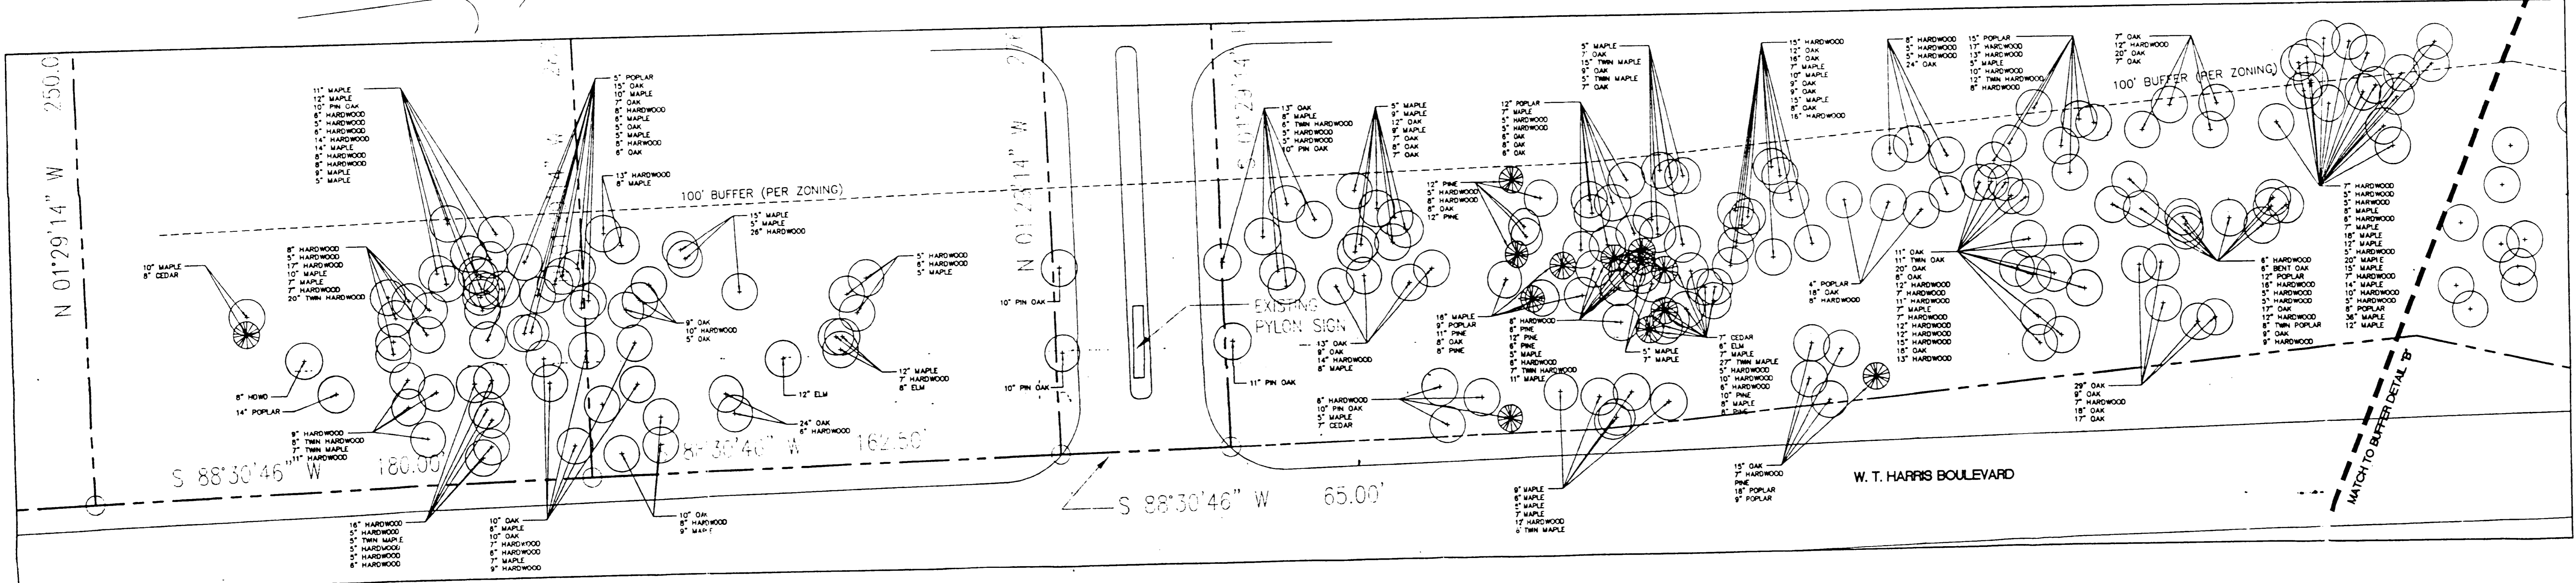 N 01°29'14" W 250.0
11" MAPLE
12" MAPLE
10" PIN OAK
6" HARDWOOD
5" HARDWOOD
6" HARDWOOD
14" HARDWOOD
14" MAPLE
8" HARDWOOD
8" HARDWOOD
9" MAPLE
5" MAPLE
5" POPLAR
15" OAK
10" MAPLE
7" OAK
8" HARDWOOD
6" MAPLE
5" OAK
5" MAPLE
8" HARWOOD
6" OAK
13" HARDWOOD
8" MAPLE
100' BUFFER (PER ZONING)
15" MAPLE
5" MAPLE
26" HARDWOOD
8" HARDWOOD
5" HARDWOOD
17" HARDWOOD
10" MAPLE
7" MAPLE
7" HARDWOOD
20" TWIN HARDWOOD
10" MAPLE
8" CEDAR
5" HARDWOOD
6" HARDWOOD
5" MAPLE
9" OAK
10" HARDWOOD
5" OAK
12" MAPLE
7" HARDWOOD
8" ELM
12" ELM
8" HDWD
14" POPLAR
9" HARDWOOD
8" TWIN HARDWOOD
7" TWIN MAPLE
11" HARDWOOD
24" OAK
6" HARDWOOD
S 88°30'46" W 180.00'
S 88°30'46" W 162.50'
16" HARDWOOD
5" HARDWOOD
5" TWIN MAPLE
5" HARDWOOD
5" HARDWOOD
6" HARDWOOD
10" OAK
6" MAPLE
10" OAK
7" HARDWOOD
6" HARDWOOD
7" MAPLE
9" HARDWOOD
10" OAK
8" HARDWOOD
9" MAPLE
N 01°29'14" W
10" PIN OAK
10" PIN OAK
EXISTING
PYLON SIGN
S 01°29'14"
11" PIN OAK
S 88°30'46" W 65.00'
13" OAK
8" MAPLE
6" TWIN HARDWOOD
5" HARDWOOD
5" HARDWOOD
10" PIN OAK
5" MAPLE
9" MAPLE
12" OAK
9" MAPLE
7" OAK
8" OAK
7" OAK
12" POPLAR
7" MAPLE
5" HARDWOOD
5" HARDWOOD
8" OAK
6" OAK
6" OAK
5" MAPLE
7" OAK
15" TWIN MAPLE
9" OAK
5" TWIN MAPLE
7" OAK
12" PINE
5" HARDWOOD
8" HARDWOOD
8" OAK
12" PINE
15" HARDWOOD
12" OAK
16" OAK
7" MAPLE
10" MAPLE
9" OAK
9" OAK
15" MAPLE
8" OAK
16" HARDWOOD
8" HARDWOOD
5" HARDWOOD
5" HARDWOOD
24" OAK
15" POPLAR
17" HARDWOOD
13" HARDWOOD
5" MAPLE
10" HARDWOOD
12" TWIN HARDWOOD
8" HARDWOOD
7" OAK
12" HARDWOOD
20" OAK
7" OAK
100' BUFFER (PER ZONING)
13" OAK
9" OAK
14" HARDWOOD
8" MAPLE
18" MAPLE
9" POPLAR
11" PINE
8" OAK
8" PINE
8" HARDWOOD
8" PINE
12" PINE
6" PINE
5" MAPLE
6" HARDWOOD
7" TWIN HARDWOOD
11" MAPLE
5" MAPLE
7" MAPLE
7" CEDAR
6" ELM
7" MAPLE
27" TWIN MAPLE
5" HARDWOOD
10" HARDWOOD
6" HARDWOOD
10" PINE
8" MAPLE
8" PINE
6" HARDWOOD
10" PIN OAK
5" MAPLE
7" CEDAR
9" MAPLE
6" MAPLE
5" MAPLE
7" MAPLE
12" HARDWOOD
6" TWIN MAPLE
4" POPLAR
18" OAK
8" HARDWOOD
11" OAK
11" TWIN OAK
20" OAK
6" OAK
12" HARDWOOD
7" HARDWOOD
11" HARDWOOD
7" MAPLE
7" HARDWOOD
12" HARDWOOD
12" HARDWOOD
15" HARDWOOD
16" OAK
13" HARDWOOD
15" OAK
7" HARDWOOD
PINE
18" POPLAR
9" POPLAR
W. T. HARRIS BOULEVARD
29" OAK
9" OAK
7" HARDWOOD
18" OAK
17" OAK
6" HARDWOOD
6" BENT OAK
12" POPLAR
16" HARDWOOD
5" HARDWOOD
5" HARDWOOD
17" OAK
12" HARDWOOD
8" TWIN POPLAR
9" OAK
9" HARDWOOD
7" HARDWOOD
5" HARDWOOD
5" HARWOOD
8" MAPLE
6" HARDWOOD
7" MAPLE
18" MAPLE
12" MAPLE
5" HARDWOOD
20" MAPLE
15" MAPLE
7" HARDWOOD
14" MAPLE
10" HARDWOOD
5" HARDWOOD
8" POPLAR
36" MAPLE
12" MAPLE
MATCH TO BUFFER DETAIL "B"